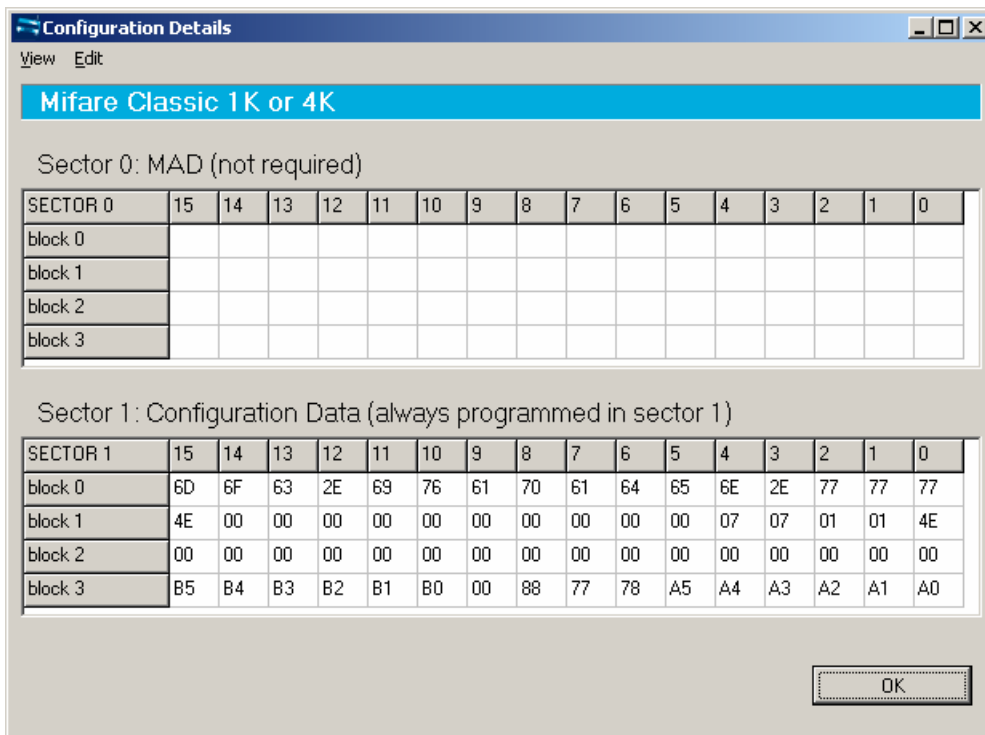 Configuration Details
View Edit
Mifare Classic 1K or 4K
Sector 0: MAD (not required)
SECTOR 0 15 14 13 12 11 10 9 8 7 6 5 4 3 2 1 0
block 0
block 1
block 2
block 3
Sector 1: Configuration Data (always programmed in sector 1)
SECTOR 1 15 14 13 12 11 10 9 8 7 6 5 4 3 2 1 0
block 0 6D 6F 63 2E 69 76 61 70 61 64 65 6E 2E 77 77 77
block 1 4E 00 00 00 00 00 00 00 00 00 00 07 07 01 01 4E
block 2 00 00 00 00 00 00 00 00 00 00 00 00 00 00 00 00
block 3 B5 B4 B3 B2 B1 B0 00 88 77 78 A5 A4 A3 A2 A1 A0
OK